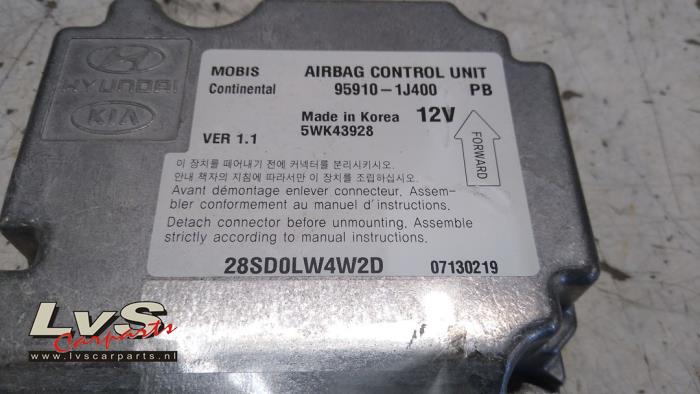 HYUNDAI
KIA
MOBIS AIRBAG CONTROL UNIT
Continental 95910-1J400 PB
Made in Korea 12V
5WK43928
VER 1.1
FORWARD
이 장치를 떼어내기 전에 커넥터를 분리시키시오.
안내 책자의 지침에 따라서만 이 장치를 조립하십시오.
Avant démontage enlever connecteur. Assem-
bler conformement au manuel d'instructions.
Detach connector before unmounting. Assemble
strictly according to manual instructions.
28SD0LW4W2D 07130219
LvS
Carparts
www.lvscarparts.nl